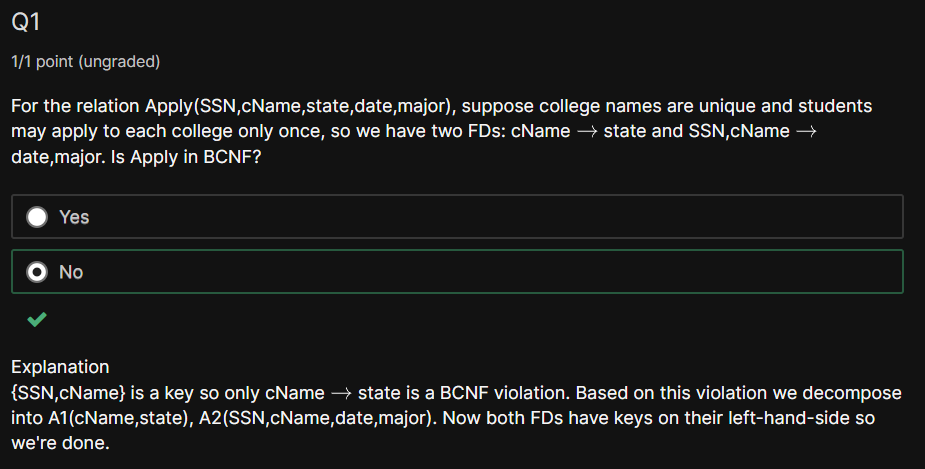 Q1
1/1 point (ungraded)
For the relation Apply(SSN,cName,state,date,major), suppose college names are unique and students
may apply to each college only once, so we have two FDs: cName → state and SSN,cName →
date,major. Is Apply in BCNF?
Yes
No
Explanation
{SSN,cName} is a key so only cName → state is a BCNF violation. Based on this violation we decompose
into A1(cName,state), A2(SSN,cName,date,major). Now both FDs have keys on their left-hand-side so
we're done.